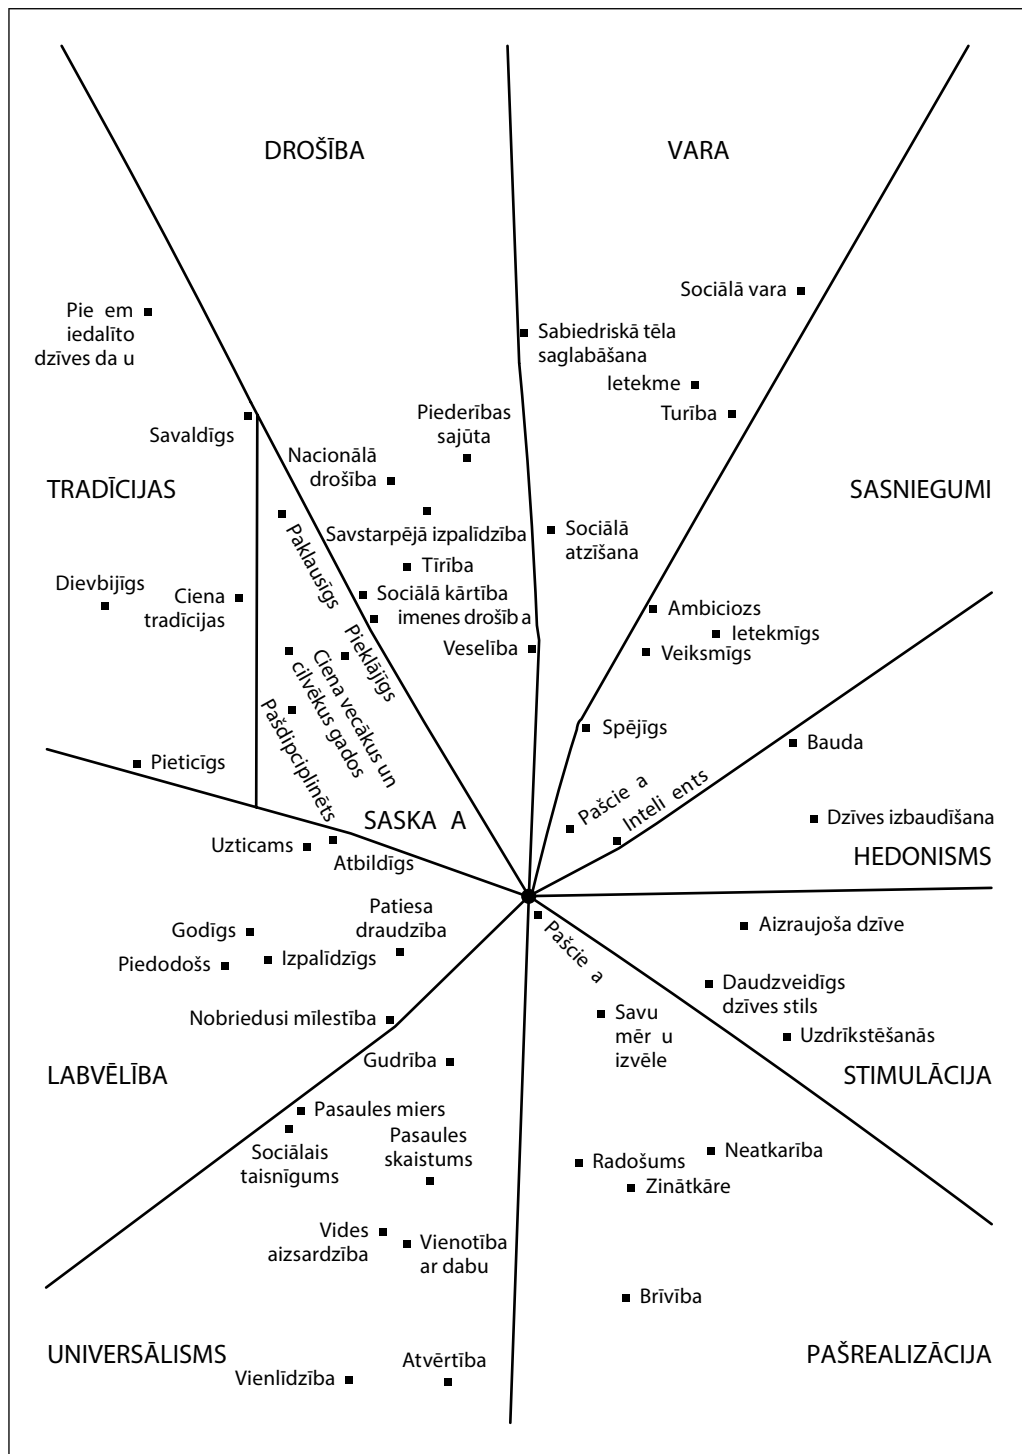 DROŠĪBA
VARA
Sociālā vara
Pie em
iedalīto
dzīves da u
Sabiedriskā tēla
saglabāšana
Ietekme
Turība
Savaldīgs
Piederības
sajūta
Nacionālā
drošība
TRADĪCIJAS
SASNIEGUMI
Savstarpējā izpalīdzība
Sociālā
atzīšana
Paklausīgs
Tīrība
Dievbijīgs
Ciena
tradīcijas
Sociālā kārtība
imenes drošība
Ambiciozs
Ietekmīgs
Veselība
Veiksmīgs
Pieklājīgs
Ciena vecākus un
cilvēkus gados
Pašdipciplinēts
Spējīgs
Bauda
Pieticīgs
Pašcie a
Inteli ents
SASKA A
Dzīves izbaudīšana
Uzticams
Atbildīgs
HEDONISMS
Patiesa
draudzība
Godīgs
Izpalīdzīgs
Piedodošs
Aizraujoša dzīve
Pašcie a
Daudzveidīgs
dzīves stils
Nobriedusi mīlestība
Savu
mēr u
izvēle
Uzdrīkstēšanās
Gudrība
LABVĒLĪBA
STIMULĀCIJA
Pasaules miers
Sociālais
taisnīgums
Pasaules
skaistums
Neatkarība
Radošums
Zinātkāre
Vides
aizsardzība
Vienotība
ar dabu
Brīvība
UNIVERSĀLISMS
Vienlīdzība
Atvērtība
PAŠREALIZĀCIJA